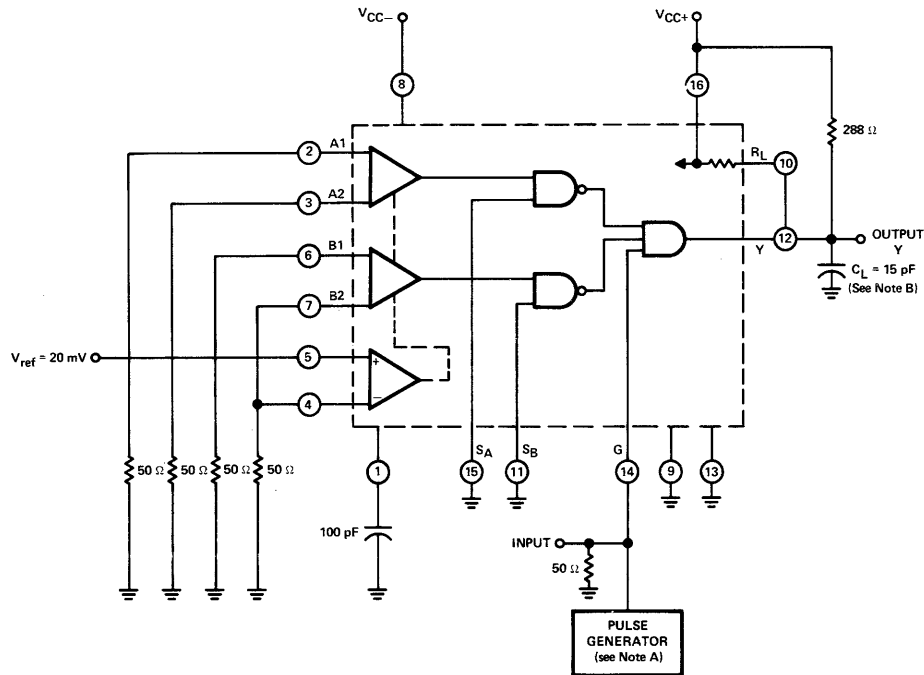 VCC–
VCC+
8
16
288 Ω
2
A1
RL
10
3
A2
12
Y
OUTPUT
Y
6
B1
CL = 15 pF
(See Note B)
7
B2
Vref = 20 mV
5
+
4
–
50 Ω
50 Ω
50 Ω
50 Ω
1
SA
15
SB
11
G
14
9
13
100 pF
INPUT
50 Ω
PULSE
GENERATOR
(see Note A)